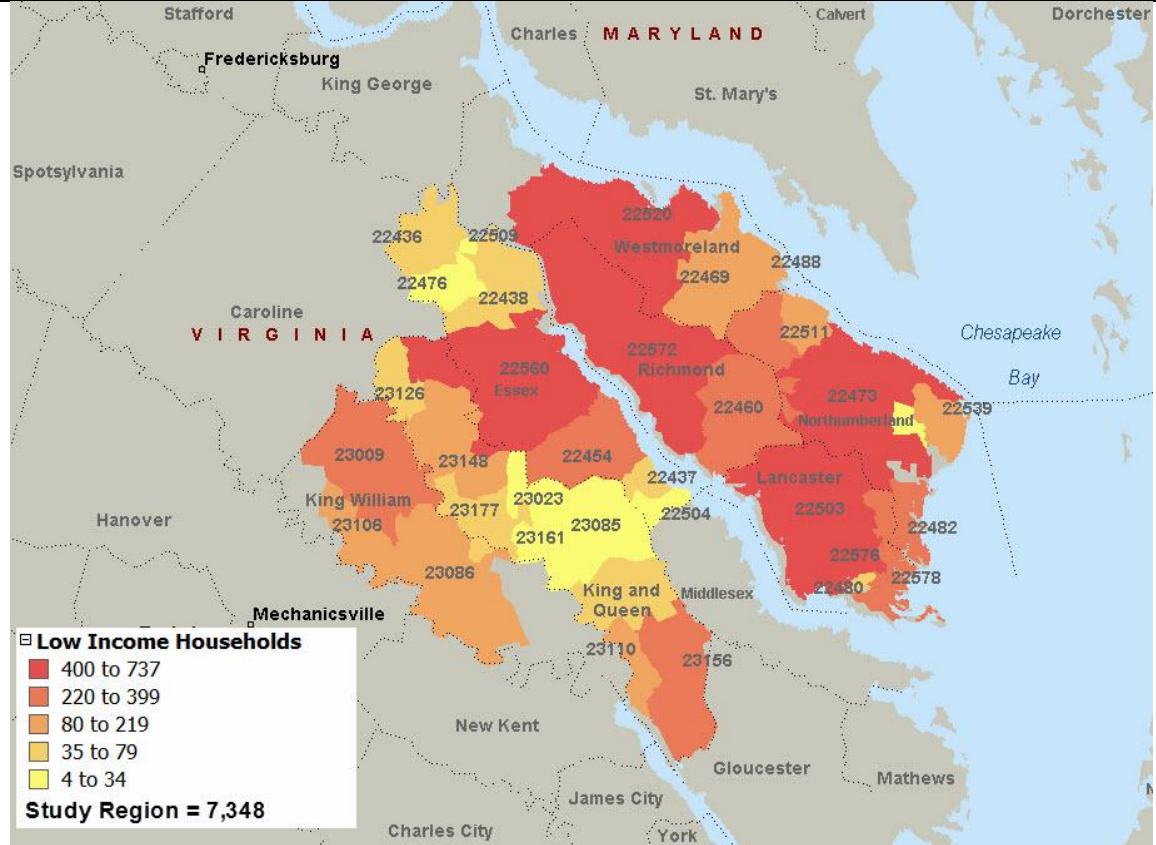 Stafford
Calvert
Dorchester
Charles
MARYLAND
Fredericksburg
King George
St. Mary's
Spotsylvania
22520
22436
22509
Westmoreland
22488
22469
22476
22438
Caroline
VIRGINIA
22511
Chesapeake
Bay
22572
Richmond
22560
Essex
23126
22473
22539
22460
Northumberland
23009
23148
22454
22437
Lancaster
King William
23023
22503
23177
22504
Hanover
23106
23085
22482
23161
22576
23086
22578
22480
King and
Queen
Middlesex
Mechanicsville
23110
23156
Low Income Households
400 to 737
220 to 399
80 to 219
35 to 79
4 to 34
Study Region = 7,348
New Kent
Gloucester
Mathews
James City
Charles City
York